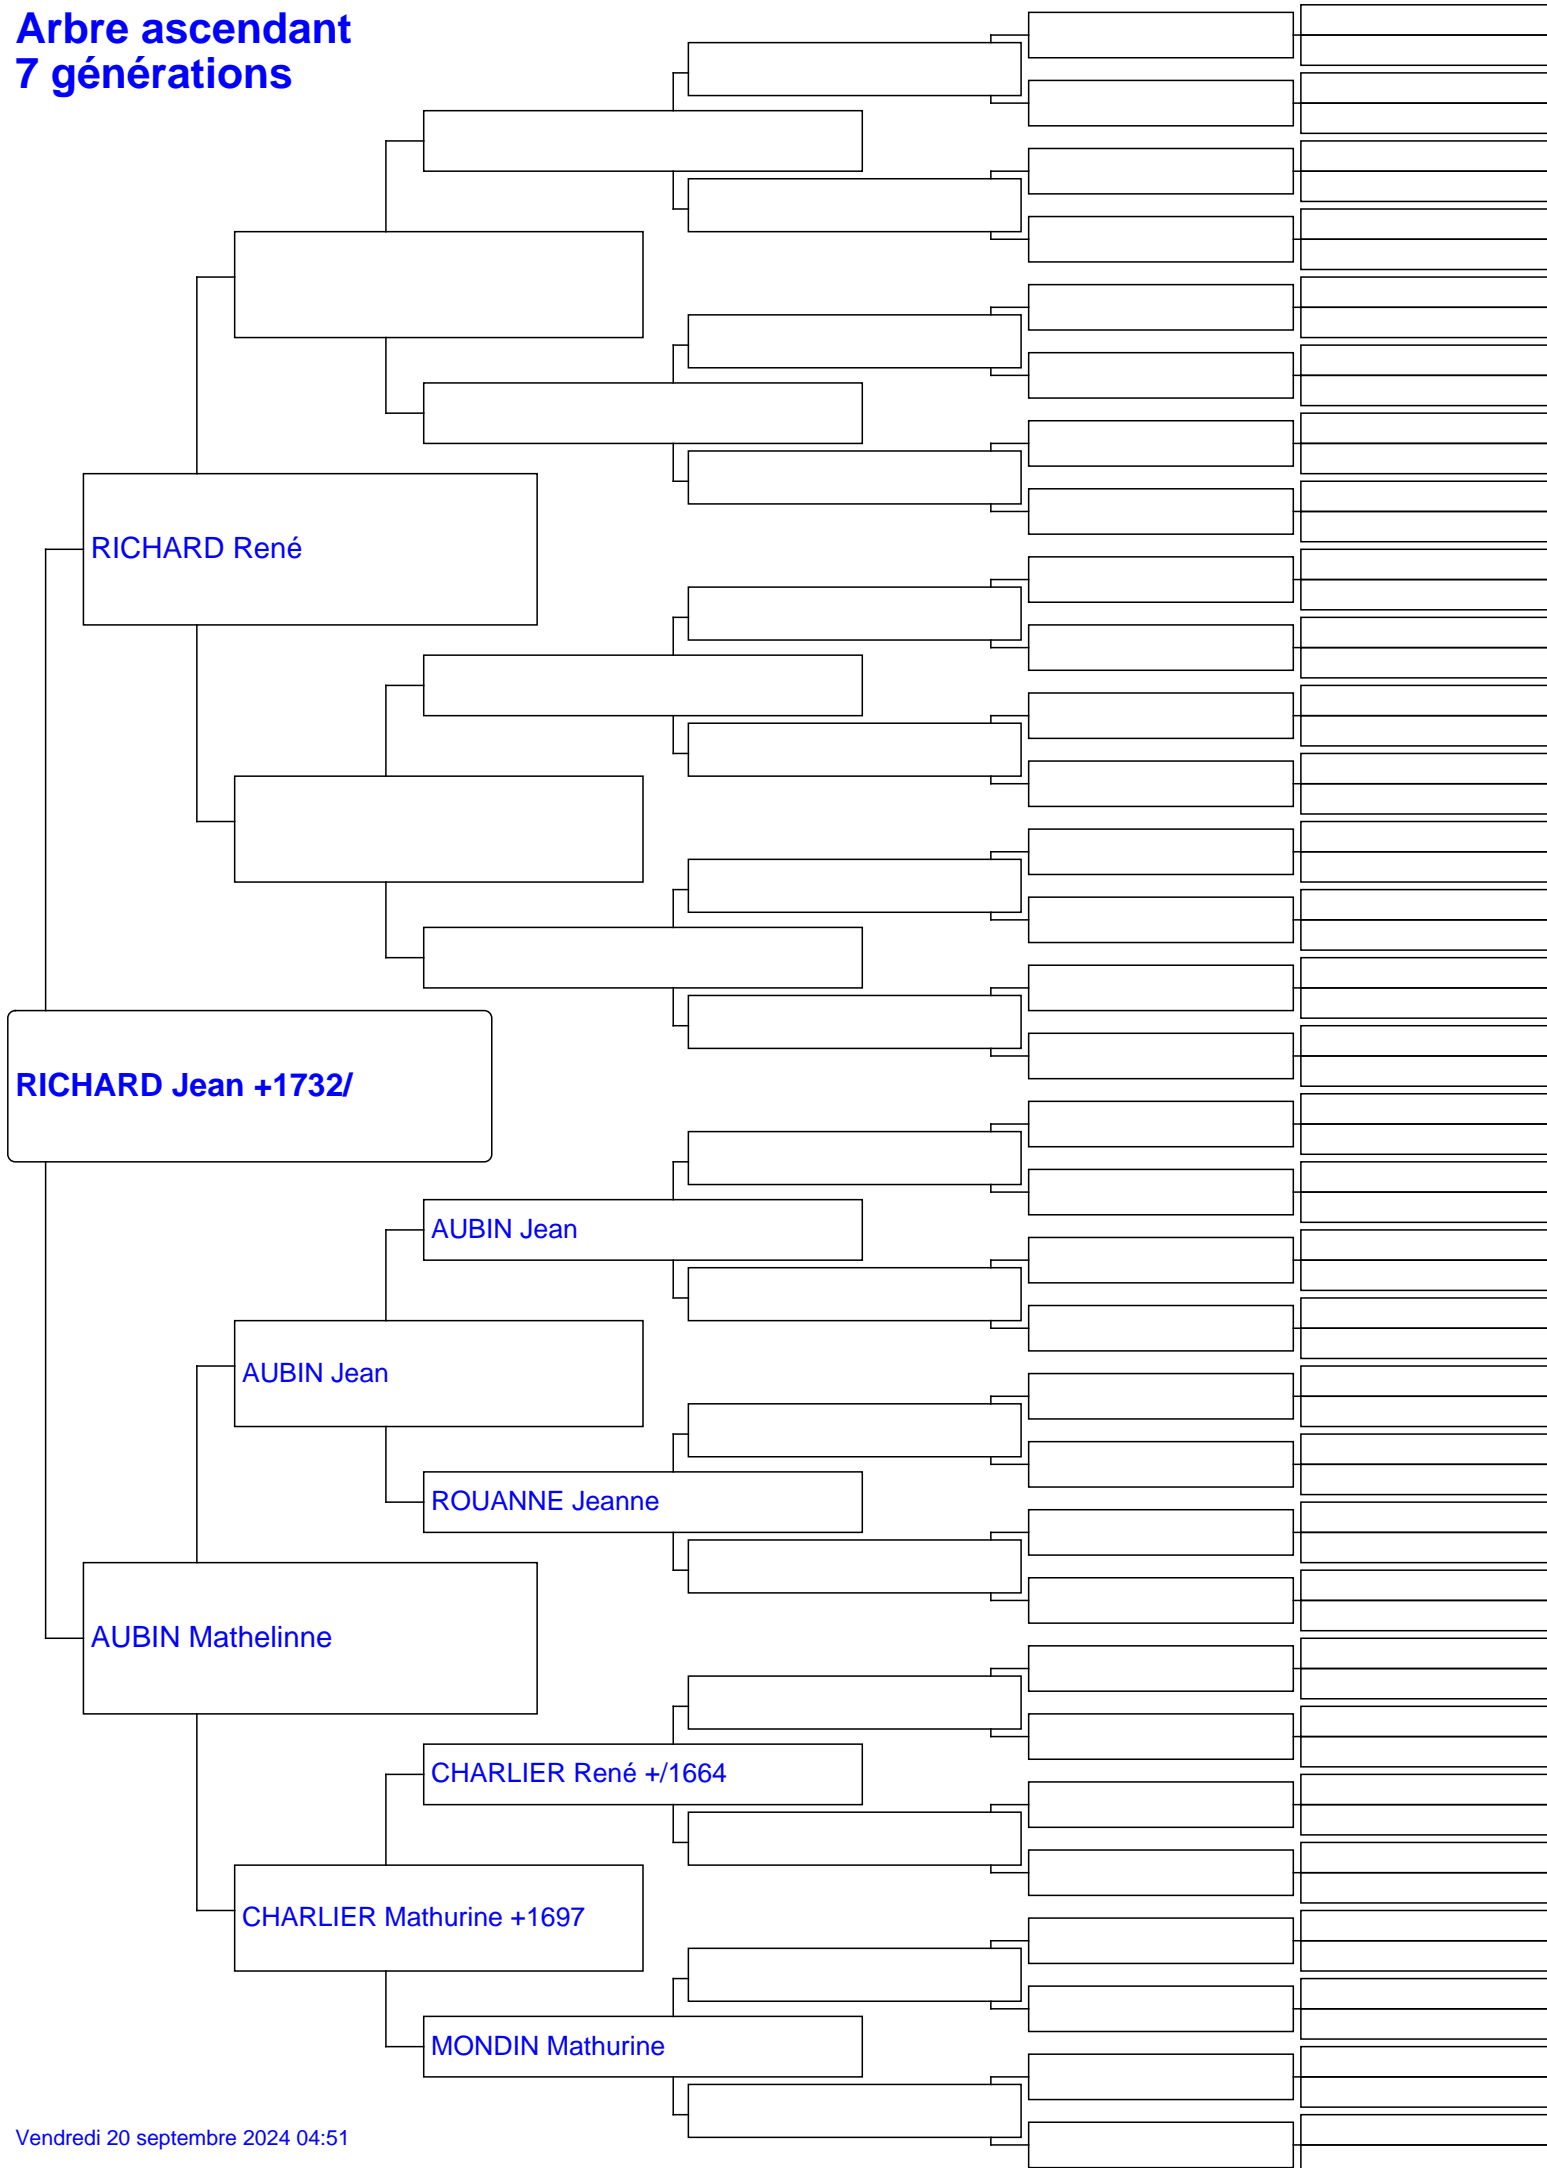 Arbre ascendant
7 générations
RICHARD René
RICHARD Jean +1732/
AUBIN Jean
AUBIN Jean
ROUANNE Jeanne
AUBIN Mathelinne
CHARLIER René +/1664
CHARLIER Mathurine +1697
MONDIN Mathurine
Vendredi 20 septembre 2024 04:51